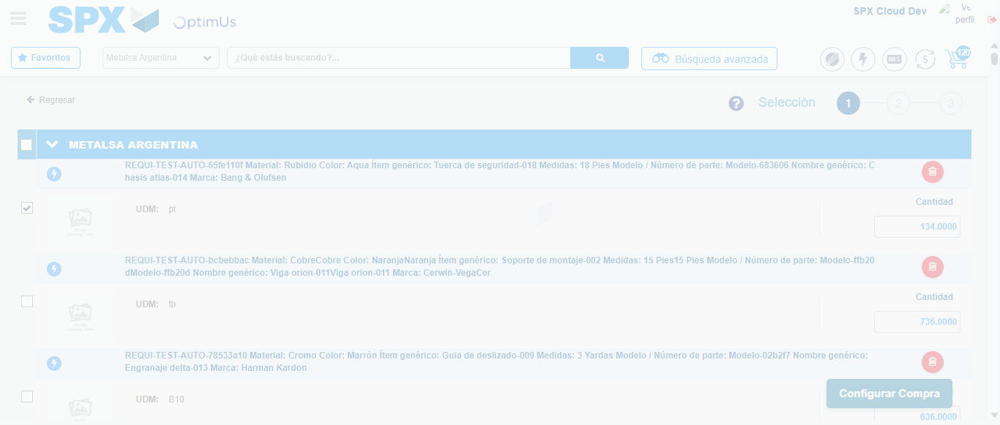 SPX
OptimUs
SPX Cloud Dev
Ve
perfil
Favoritos
Metalsa Argentina
¿Qué estás buscando?...
Búsqueda avanzada
$
120
Regresar
?
Selección
1
2
3
METALSA ARGENTINA
REQUI-TEST-AUTO-65fe110f Material: Rubidio Color: Aqua Ítem genérico: Tuerca de seguridad-018 Medidas: 18 Pies Modelo / Número de parte: Modelo-683606 Nombre genérico: C
hasis atlas-014 Marca: Bang & Olufsen
UDM: pt
Cantidad
134.0000
REQUI-TEST-AUTO-bcbebbac Material: CobreCobre Color: NaranjaNaranja Ítem genérico: Soporte de montaje-002 Medidas: 15 Pies15 Pies Modelo / Número de parte: Modelo-ffb20
dModelo-ffb20d Nombre genérico: Viga orion-011Viga orion-011 Marca: Cerwin-VegaCer
UDM: tb
Cantidad
736.0000
REQUI-TEST-AUTO-78533a10 Material: Cromo Color: Marrón Ítem genérico: Guia de deslizado-009 Medidas: 3 Yardas Modelo / Número de parte: Modelo-02b2f7 Nombre genérico:
Engranaje delta-013 Marca: Harman Kardon
UDM: B10
Configurar Compra
636.0000